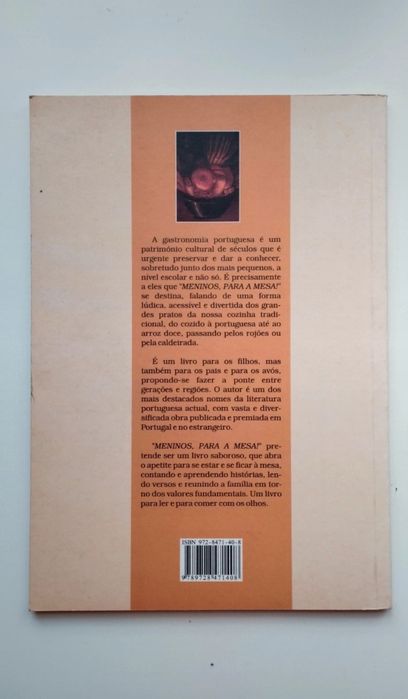 A gastronomia portuguesa é um
património cultural de séculos que é
urgente preservar e dar a conhecer,
sobretudo junto dos mais pequenos, a
nível escolar e não só. É precisamente
a eles que "MENINOS, PARA A MESA!"
se destina, falando de uma forma
lúdica, acessível e divertida dos gran-
des pratos da nossa cozinha tradi-
cional, do cozido à portuguesa até ao
arroz doce, passando pelos rojões ou
pela caldeirada.
É um livro para os filhos, mas
também para os pais e para os avós,
propondo-se fazer a ponte entre
gerações e regiões. O autor é um dos
mais destacados nomes da literatura
portuguesa actual, com vasta e diver-
sificada obra publicada e premiada em
Portugal e no estrangeiro.
"MENINOS, PARA A MESA!" pre-
tende ser um livro saboroso, que abra
o apetite para se estar e se ficar à mesa,
contando e aprendendo histórias, len-
do versos e reunindo a família em tor-
no dos valores fundamentais. Um livro
para ler e para comer com os olhos.
ISBN 972-8471-40-8
9789728471408